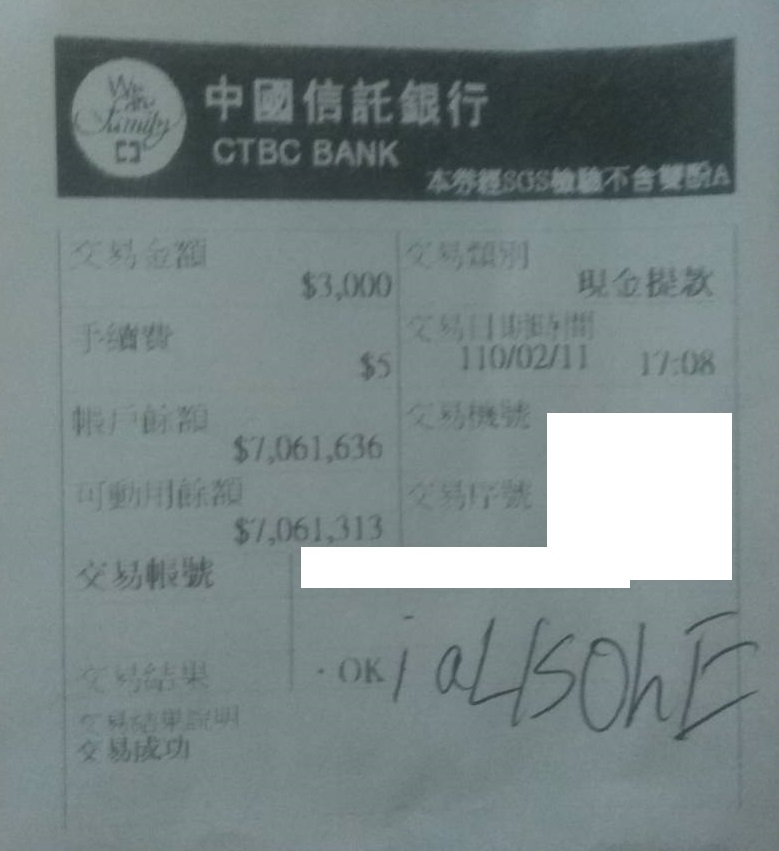 We Are Family
中國信託銀行
CTBC BANK
本券經SGS檢驗不含雙酚A
交易金額
$3,000
交易類別
現金提款
手續費
$5
交易日期時間
110/02/11 17:08
帳戶餘額
$7,061,636
交易機號
可動用餘額
$7,061,313
交易序號
交易帳號
交易結果
·OK
交易結果說明
交易成功